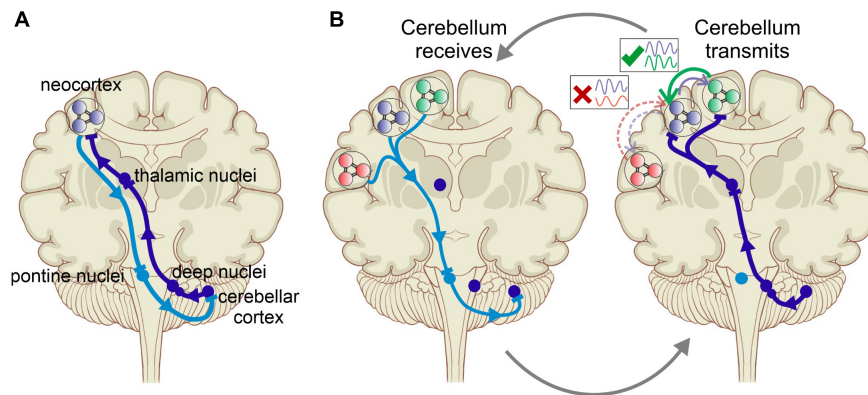 A
B
Cerebellum
receives
Cerebellum
transmits
neocortex
thalamic nuclei
pontine nuclei
deep nuclei
cerebellar
cortex